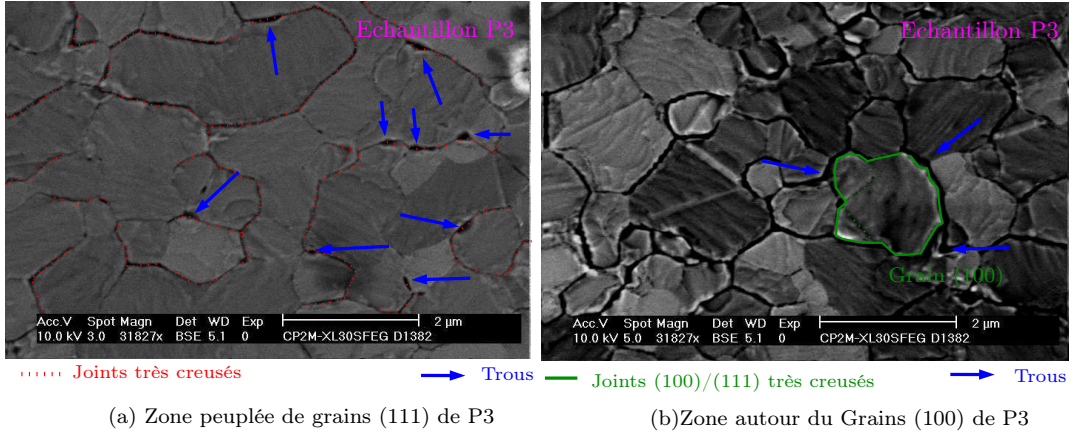 Echantillon P3
Acc.V Spot Magn Det WD Exp 2 µm
10.0 kV 3.0 31827x BSE 5.1 0 CP2M-XL30SFEG D1382
Joints très creusés Trous
(a) Zone peuplée de grains (111) de P3
Echantillon P3
Grain (100)
Acc.V Spot Magn Det WD Exp 2 µm
10.0 kV 5.0 31827x BSE 5.1 0 CP2M-XL30SFEG D1382
Joints (100)/(111) très creusés Trous
(b)Zone autour du Grains (100) de P3